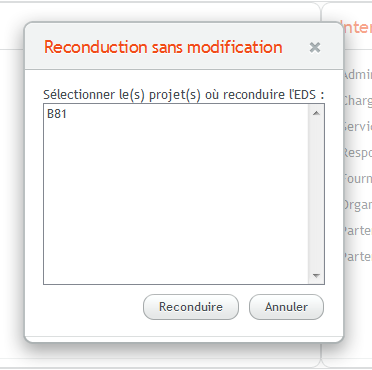 Reconduction sans modification
Sélectionner le(s) projet(s) où reconduire l'EDS :
B81
Reconduire
Annuler